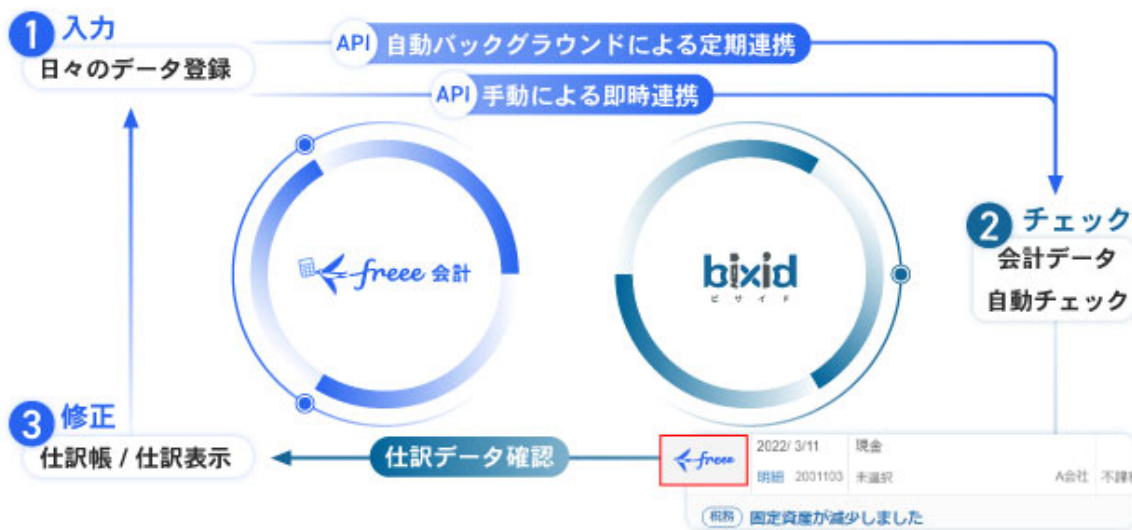 1 入力
日々のデータ登録
API 自動バックグラウンドによる定期連携
API 手動による即時連携
freee 会計
bixid
ビサイド
2 チェック
会計データ
自動チェック
3 修正
仕訳帳 / 仕訳表示
仕訳データ確認
freee
2022/ 3/11 現金
明細 2031103 未選択 A会社 不課
税務 固定資産が減少しました